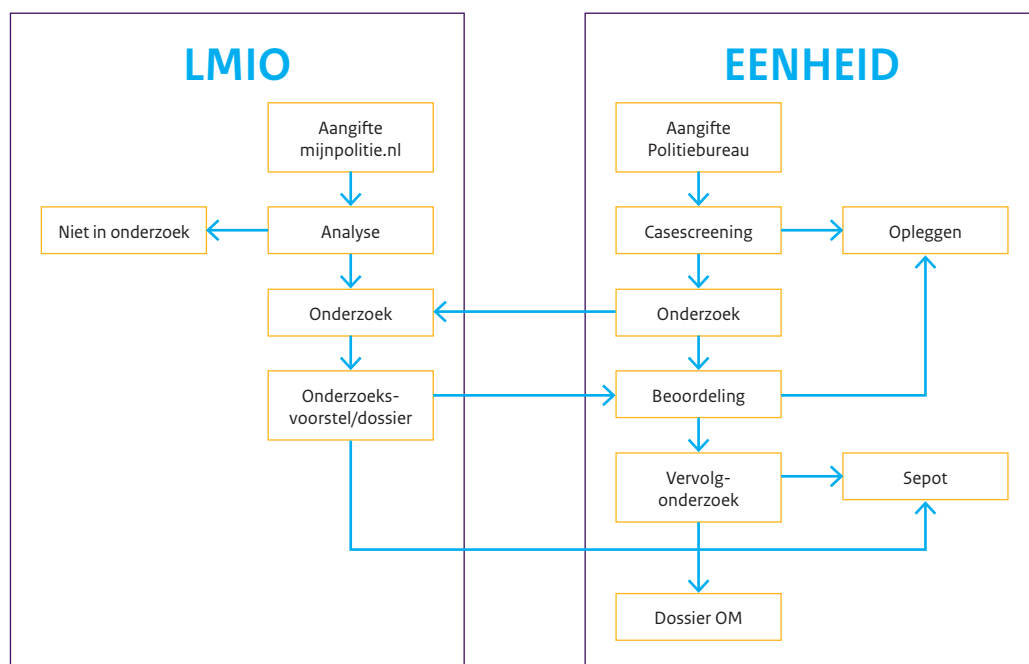 LMIO
Aangifte
mijnpolitie.nl
Niet in onderzoek
Analyse
Onderzoek
Onderzoeks-
voorstel/dossier
EENHEID
Aangifte
Politiebureau
Casescreening
Opleggen
Onderzoek
Beoordeling
Vervolg-
onderzoek
Sepot
Dossier OM